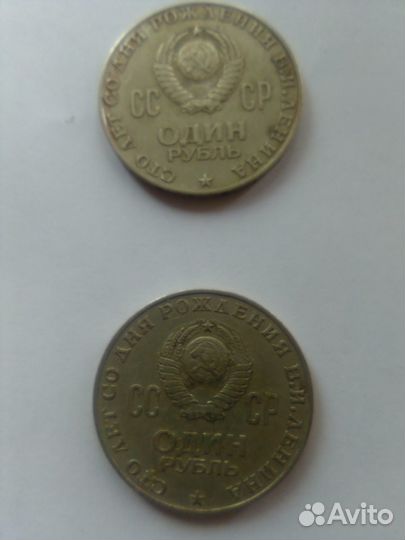 СТО ЛЕТ СО ДНЯ РОЖДЕНИЯ В.И.ЛЕНИНА
СС СР
ОДИН
РУБЛЬ
СТО ЛЕТ СО ДНЯ РОЖДЕНИЯ В.И.ЛЕНИНА
СС СР
ОДИН
РУБЛЬ
Avito